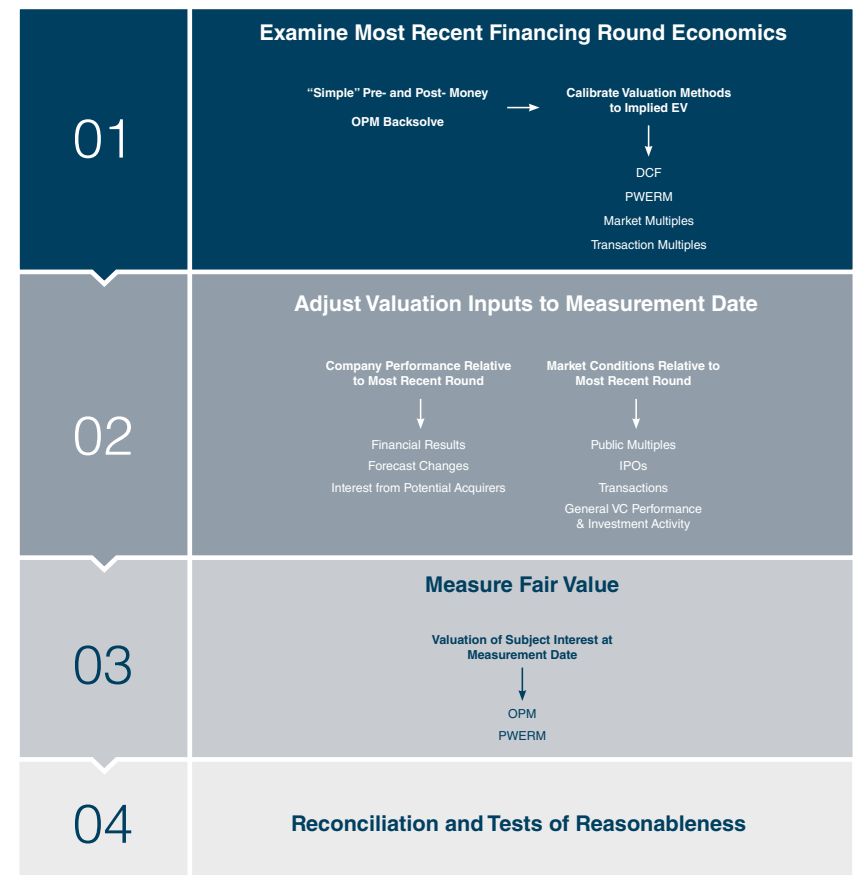 01
Examine Most Recent Financing Round Economics
“Simple” Pre- and Post- Money
OPM Backsolve
Calibrate Valuation Methods
to Implied EV
DCF
PWERM
Market Multiples
Transaction Multiples
02
Adjust Valuation Inputs to Measurement Date
Company Performance Relative
to Most Recent Round
Financial Results
Forecast Changes
Interest from Potential Acquirers
Market Conditions Relative to
Most Recent Round
Public Multiples
IPOs
Transactions
General VC Performance
& Investment Activity
03
Measure Fair Value
Valuation of Subject Interest at
Measurement Date
OPM
PWERM
04
Reconciliation and Tests of Reasonableness